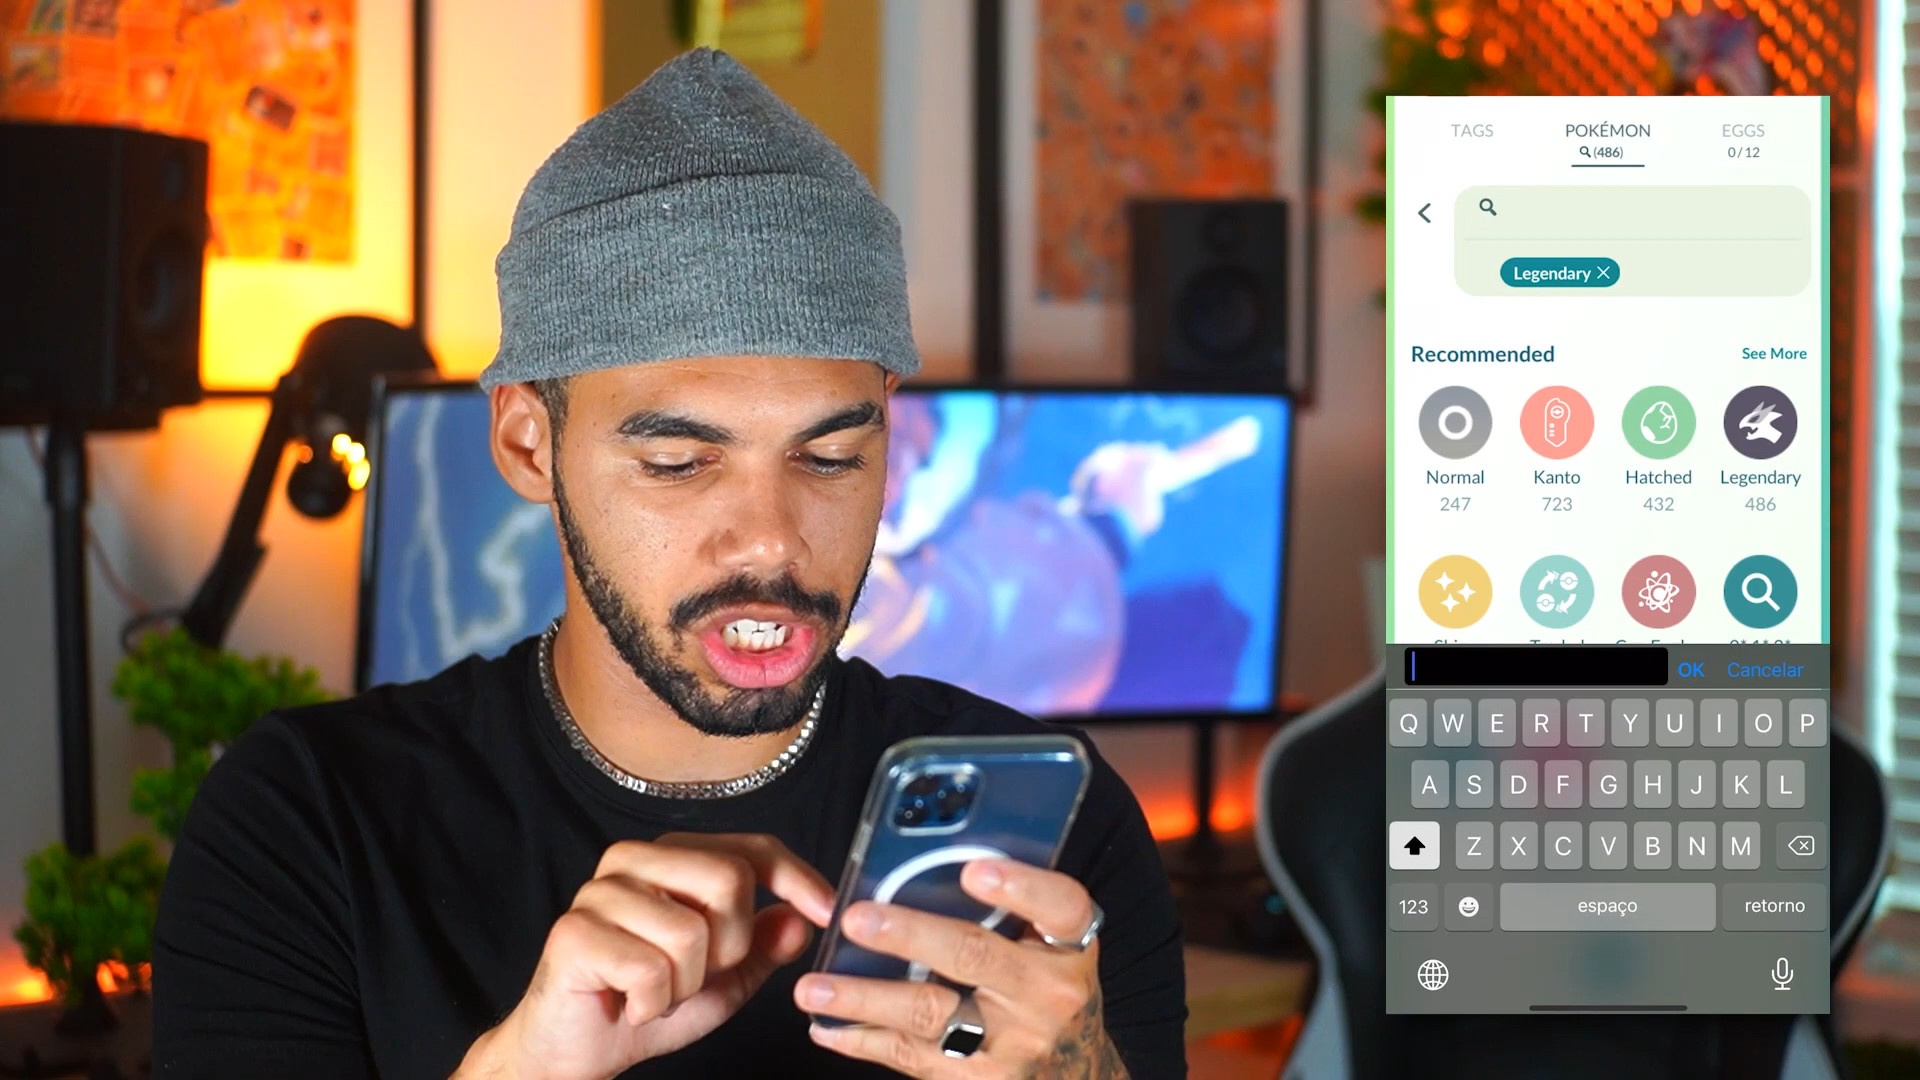 TAGS
POKÉMON
EGGS
(486)
0/12
Legendary
Recommended
See More
Normal
Kanto
Hatched
Legendary
247
723
432
486
OK
Cancelar
Q W E R T Y U I O P
A S D F G H J K L
Z X C V B N M
123
espaço
retorno